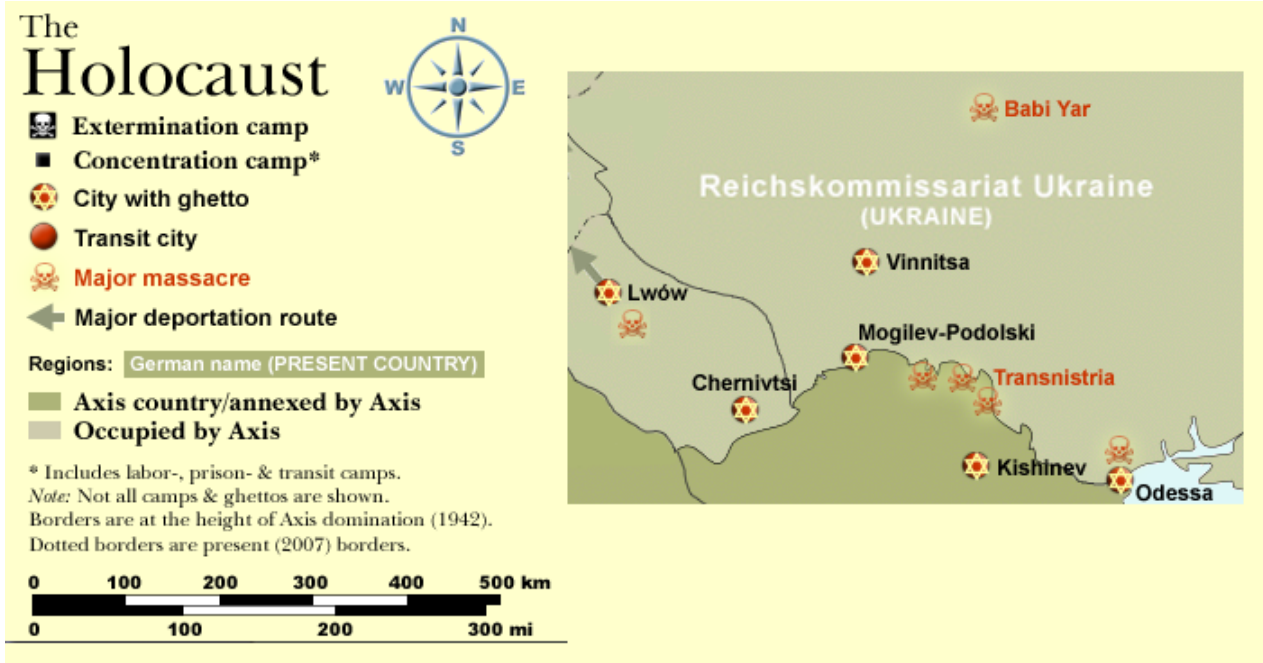 The
Holocaust
N
W
E
S
Extermination camp
Concentration camp*
City with ghetto
Transit city
Major massacre
Major deportation route
Regions: German name (PRESENT COUNTRY)
Axis country/annexed by Axis
Occupied by Axis
* Includes labor-, prison- & transit camps.
Note: Not all camps & ghettos are shown.
Borders are at the height of Axis domination (1942).
Dotted borders are present (2007) borders.
0 100 200 300 400 500 km
0 100 200 300 mi
Babi Yar
Reichskommissariat Ukraine
(UKRAINE)
Vinnitsa
Lwów
Mogilev-Podolski
Chernivtsi
Transnistria
Kishinev
Odessa